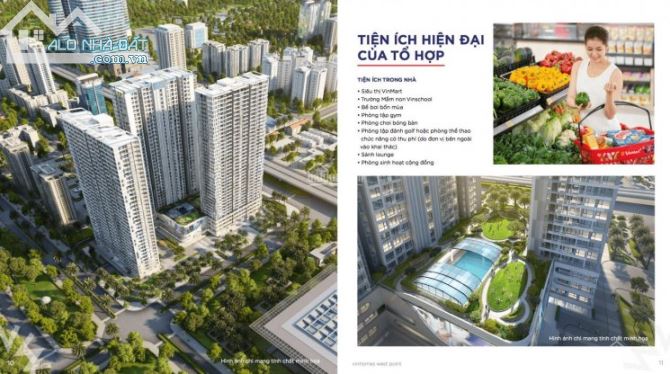 ALO NHÀ ĐẤT
.com.vn
TIỆN ÍCH HIỆN ĐẠI
CỦA TỔ HỢP
TIỆN ÍCH TRONG NHÀ
• Siêu thị VinMart
• Trường Mầm non Vinschool
• Bể bơi bốn mùa
• Phòng tập gym
• Phòng chơi bóng bàn
• Phòng tập đánh golf hoặc phòng thể thao
chức năng có thu phí (do đơn vị bên ngoài
vào khai thác)
• Sảnh lounge
• Phòng sinh hoạt cộng đồng
Hình ảnh chỉ mang tính chất minh họa
Hình ảnh chỉ mang tính chất minh họa
10
vinhomes west point
11